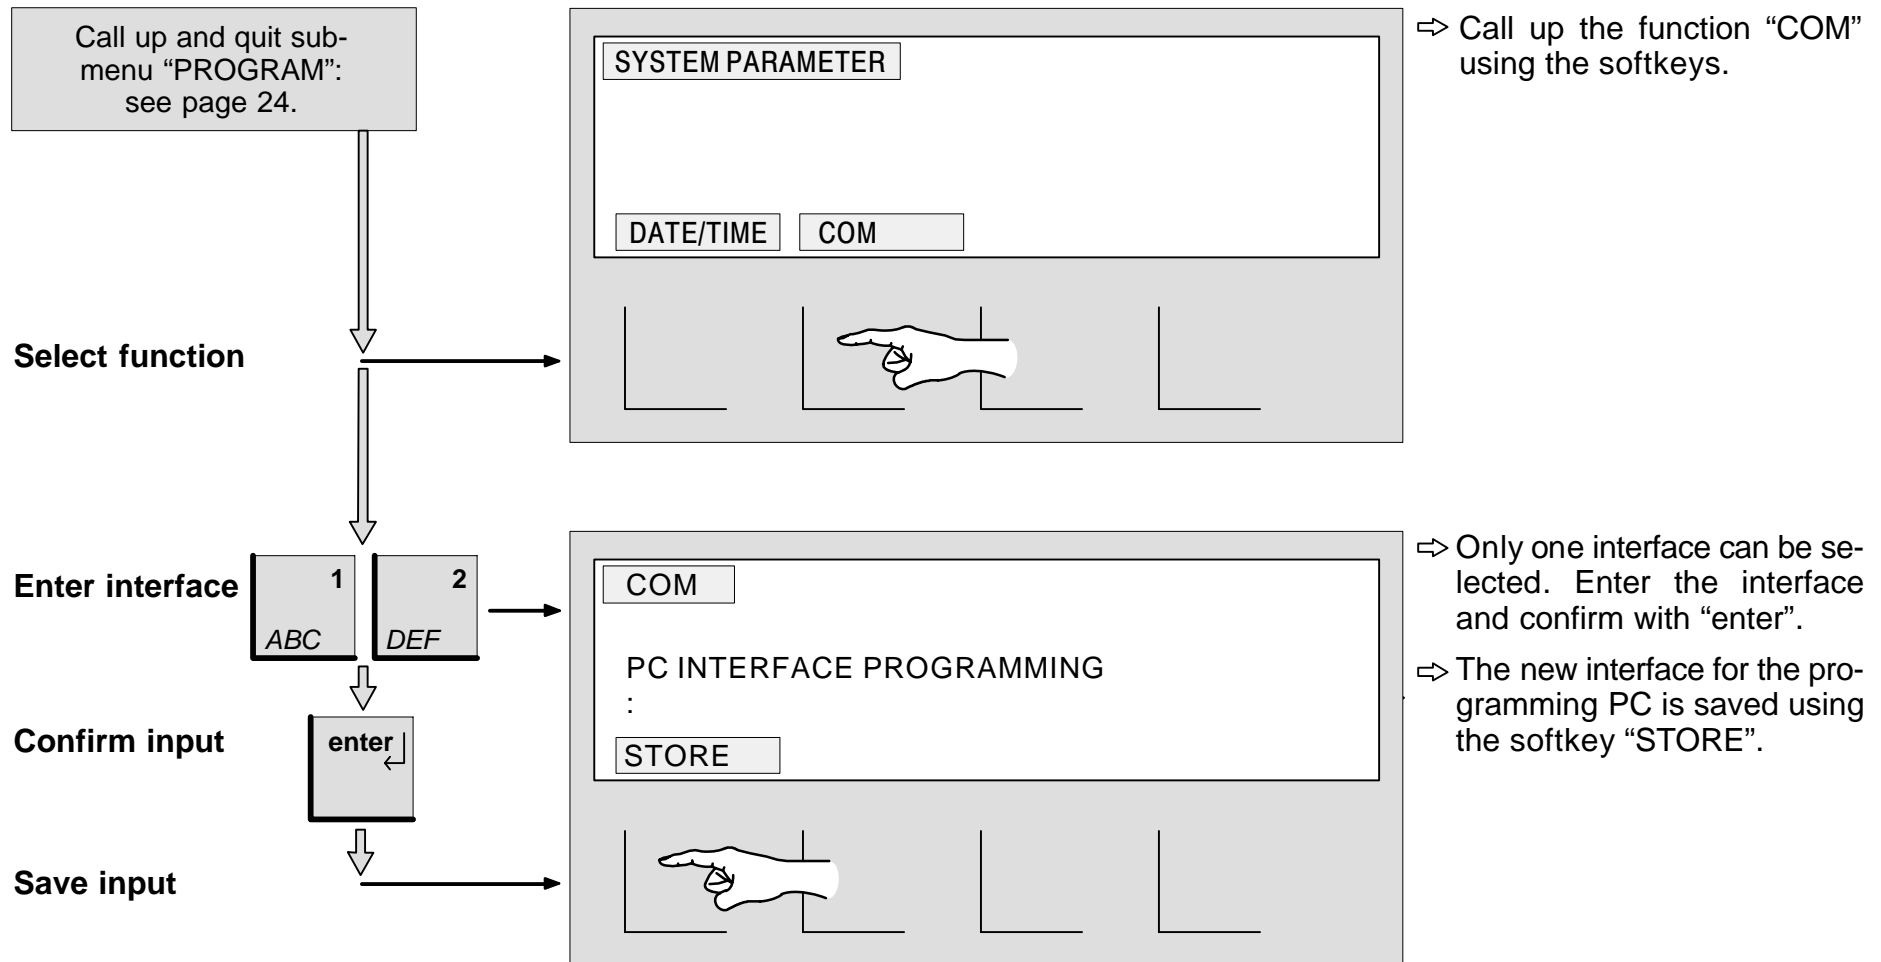 Call up and quit sub-
menu “PROGRAM”:
see page 24.
SYSTEM PARAMETER
DATE/TIME COM
⇨ Call up the function “COM”
using the softkeys.
Select function
Enter interface
1
ABC
2
DEF
COM
PC INTERFACE PROGRAMMING
:
STORE
⇨ Only one interface can be se-
lected. Enter the interface
and confirm with “enter”.
⇨ The new interface for the pro-
gramming PC is saved using
the softkey “STORE”.
Confirm input
enter
Save input